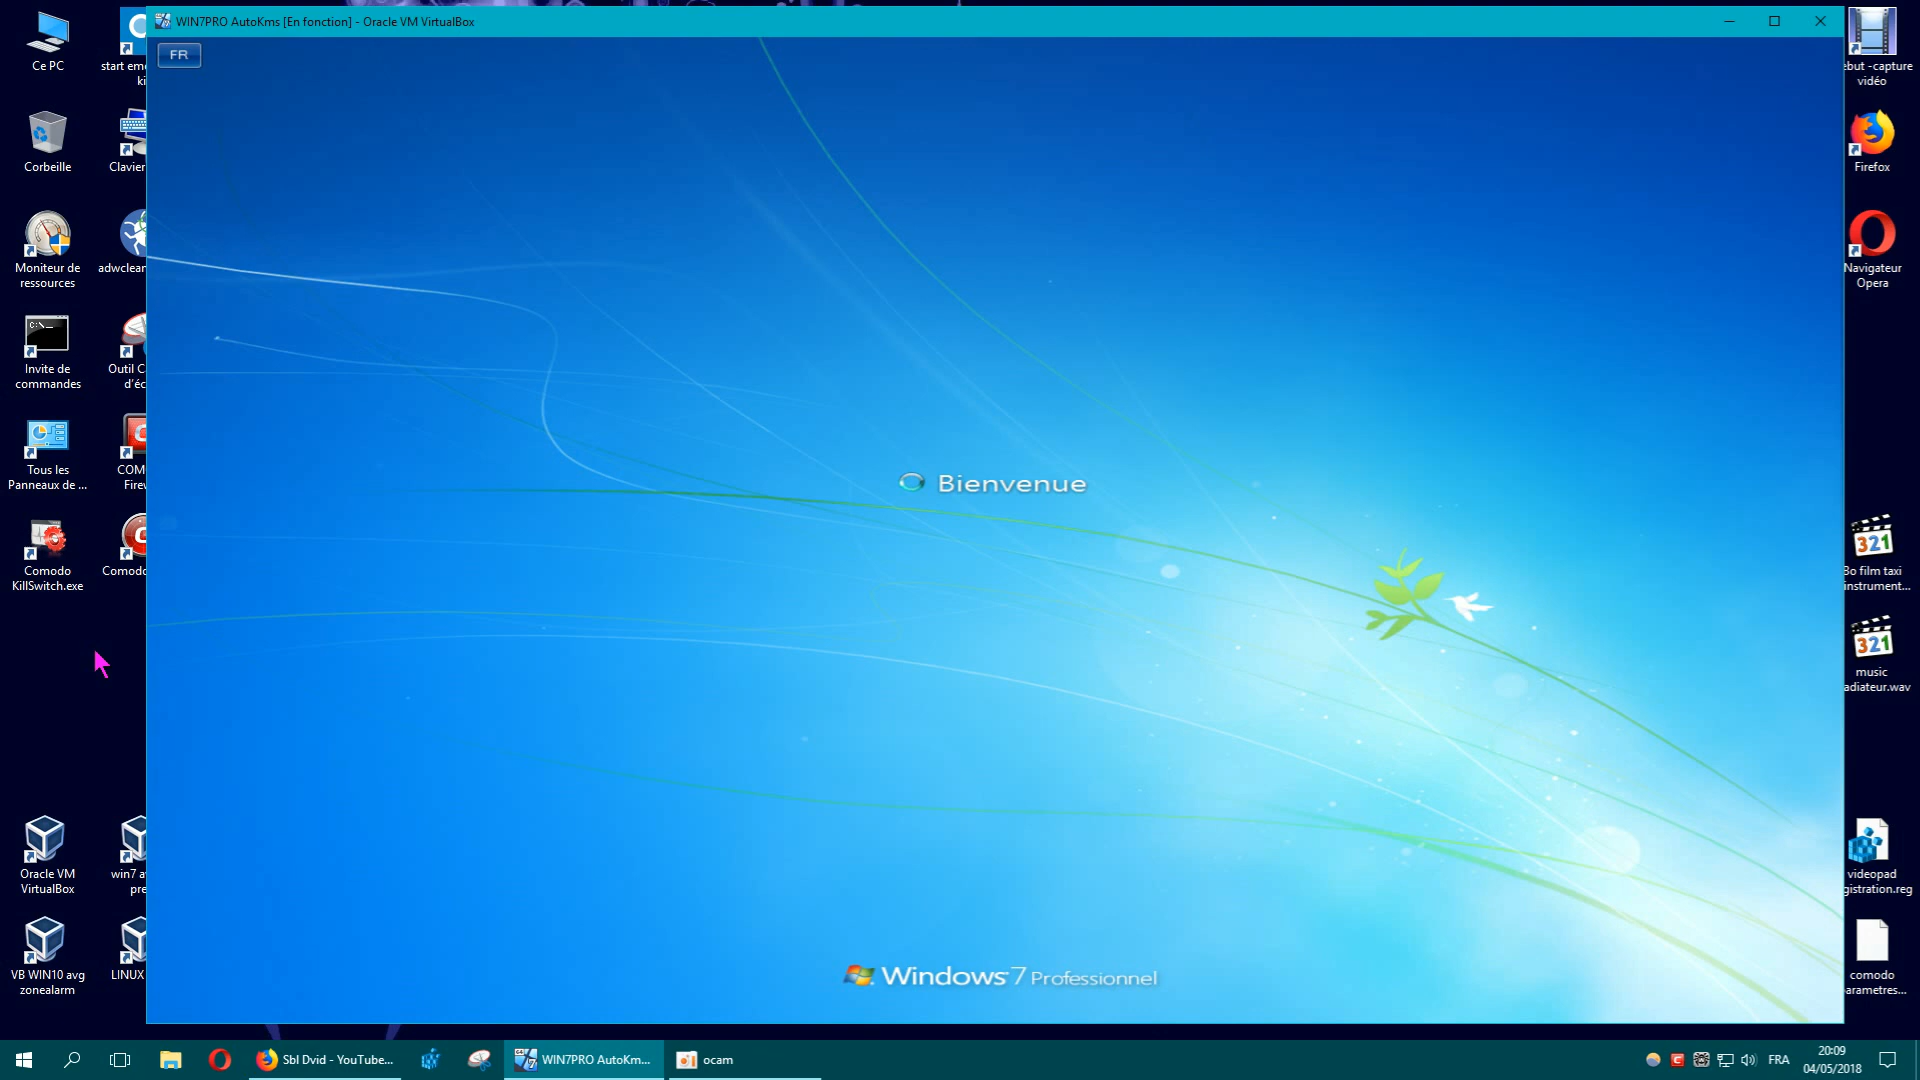 WIN7PRO AutoKms [En fonction] - Oracle VM VirtualBox
FR
Ce PC
start em
ki
Corbeille
Clavier
Moniteur de
ressources
adwclean
Invite de
commandes
Outil C
d'éc
Tous les
Panneaux de ...
COM
Firew
Comodo
KillSwitch.exe
Comodo
Oracle VM
VirtualBox
win7 a
pre
VB WIN10 avg
zonealarm
LINUX
Bienvenue
Windows 7 Professionnel
but -capture
vidéo
Firefox
Navigateur
Opera
321
Bo film taxi
instrument...
321
music
adiateur.wav
videopad
gistration.reg
comodo
arametres...
Sbl Dvid - YouTube...
WIN7PRO AutoKm...
ocam
FRA
20:09
04/05/2018